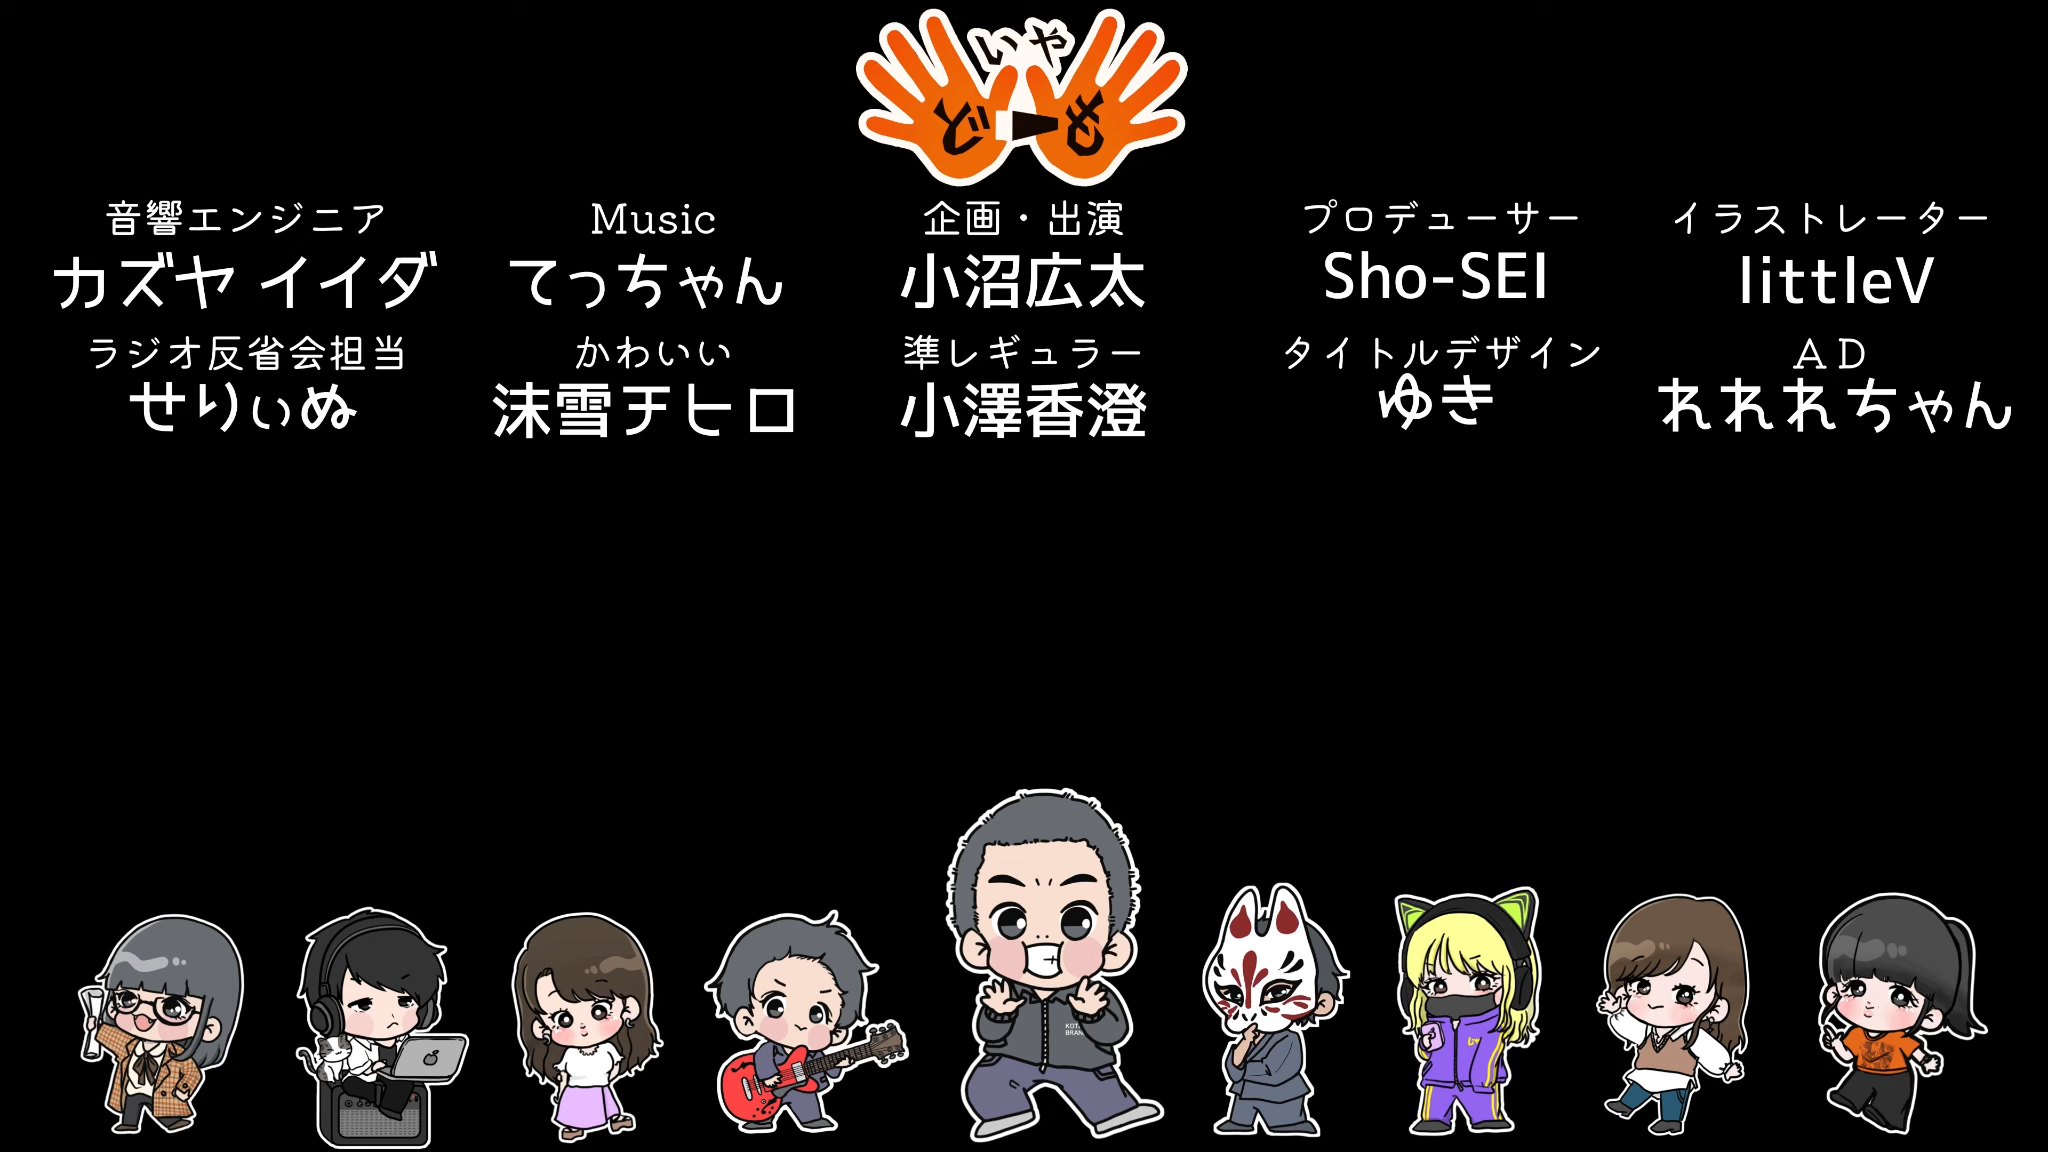 いや
どーも
音響エンジニア
カズヤ イイダ
Music
てっちゃん
企画・出演
小沼広太
プロデューサー
Sho-SEI
イラストレーター
littleV
ラジオ反省会担当
せりぃぬ
かわいい
沫雪チヒロ
準レギュラー
小澤香澄
タイトルデザイン
ゆき
AD
れれれちゃん